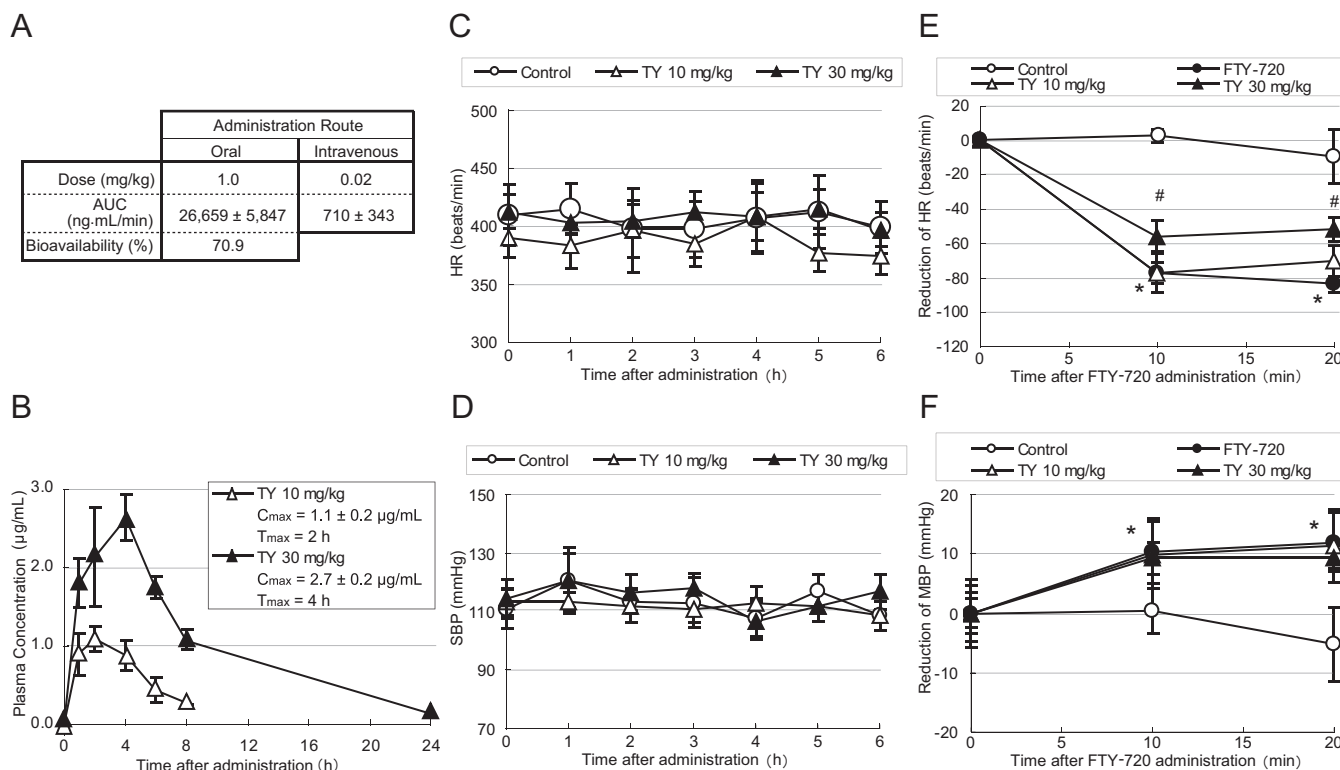 A
Administration Route
Oral Intravenous
Dose (mg/kg) 1.0 0.02
AUC
(ng·mL/min) 26,659 ± 5,847 710 ± 343
Bioavailability (%) 70.9
B
Plasma Concentration (µg/mL)
3.0
2.0
1.0
0.0
TY 10 mg/kg
Cmax = 1.1 ± 0.2 µg/mL
Tmax = 2 h
TY 30 mg/kg
Cmax = 2.7 ± 0.2 µg/mL
Tmax = 4 h
0 4 8 12 16 20 24
Time after administration (h)
C
Control TY 10 mg/kg TY 30 mg/kg
HR (beats/min)
500
450
400
350
300
0 1 2 3 4 5 6
Time after administration (h)
D
Control TY 10 mg/kg TY 30 mg/kg
SBP (mmHg)
150
130
110
90
70
0 1 2 3 4 5 6
Time after administration (h)
E
Control FTY-720
TY 10 mg/kg TY 30 mg/kg
Reduction of HR (beats/min)
20
0
-20
-40
-60
-80
-100
-120
# #
* *
0 5 10 15 20
Time after FTY-720 administration (min)
F
Control FTY-720
TY 10 mg/kg TY 30 mg/kg
Reduction of MBP (mmHg)
20
10
0
-10
-20
* *
0 5 10 15 20
Time after FTY-720 administration (min)